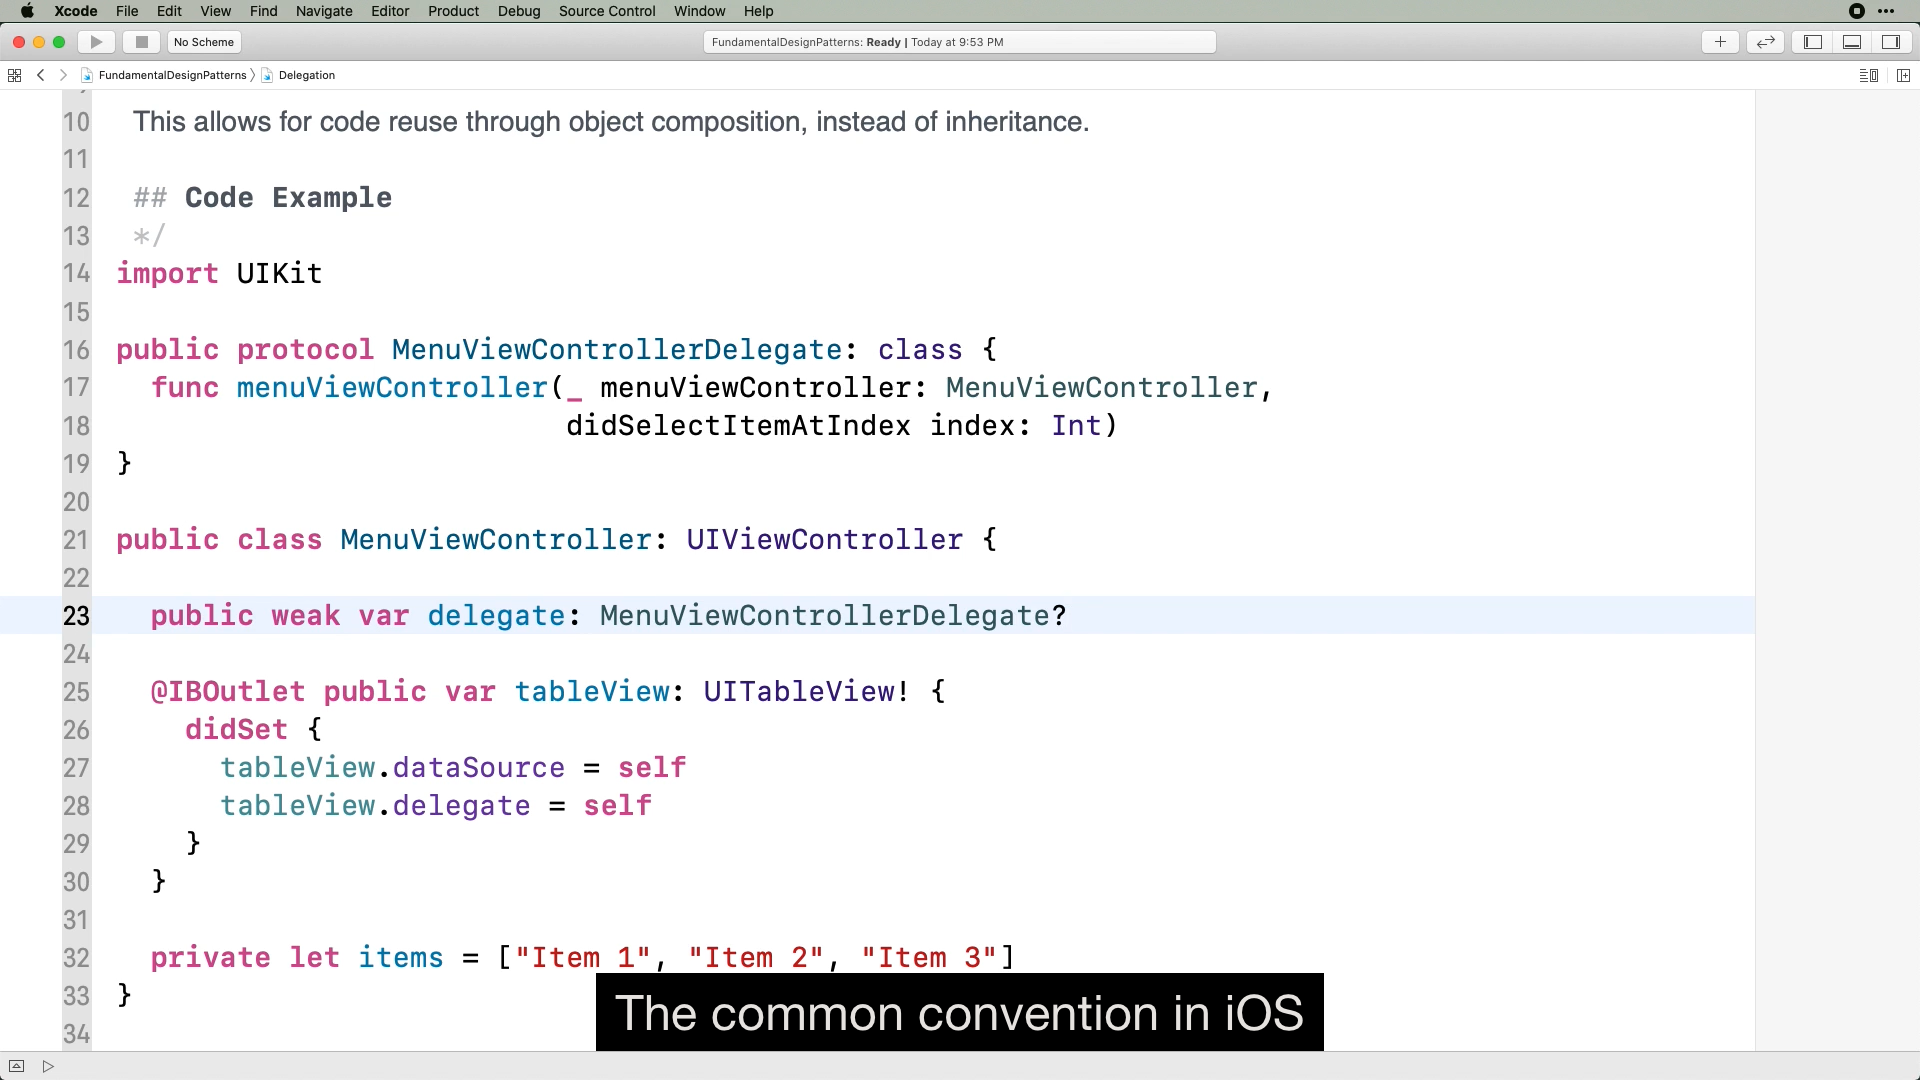 Xcode File Edit View Find Navigate Editor Product Debug Source Control Window Help
No Scheme
FundamentalDesignPatterns: Ready | Today at 9:53 PM
FundamentalDesignPatterns Delegation
10 This allows for code reuse through object composition, instead of inheritance.
11
12 ## Code Example
13 */
14 import UIKit
15
16 public protocol MenuViewControllerDelegate: class {
17 func menuViewController(_ menuViewController: MenuViewController,
18 didSelectItemAtIndex index: Int)
19 }
20
21 public class MenuViewController: UIViewController {
22
23 public weak var delegate: MenuViewControllerDelegate?
24
25 @IBOutlet public var tableView: UITableView! {
26 didSet {
27 tableView.dataSource = self
28 tableView.delegate = self
29 }
30 }
31
32 private let items = ["Item 1", "Item 2", "Item 3"]
33 }
34
The common convention in iOS